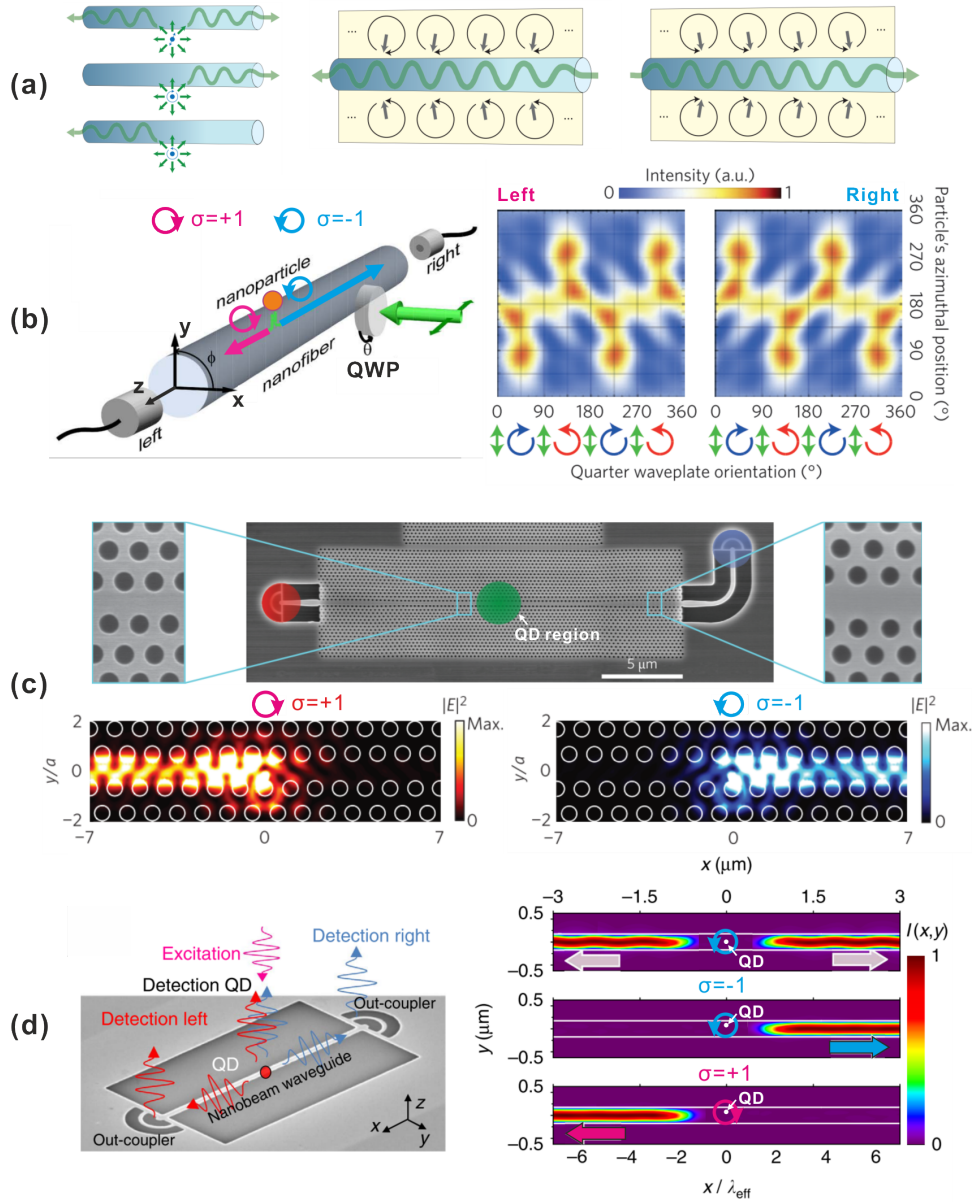 (a)
... ...
... ...
... ...
... ...
(b)
σ=+1 σ=-1
nanoparticle
right
y
ϕ
z
x
nanofiber
θ
QWP
left
Intensity (a.u.)
0 1
Left Right
360
270
180
90
0
Particle's azimuthal position (°)
0 90 180 270 360
0 90 180 270 360
Quarter waveplate orientation (°)
(c)
QD region
5 μm
σ=+1
|E|²
Max.
0
y/a
2
0
−2
−7 0 7
σ=-1
|E|²
Max.
0
y/a
2
0
−2
−7 0 7
(d)
Excitation
Detection right
Detection QD
Out-coupler
Detection left
QD
Nanobeam waveguide
Out-coupler
z
x
y
x (μm)
−3 −1.5 0 1.5 3
0.5
−0.5
QD
σ=-1
0.5
−0.5
QD
σ=+1
0.5
−0.5
QD
y (μm)
I(x,y)
1
0
−6 −4 −2 0 2 4 6
x / λeff